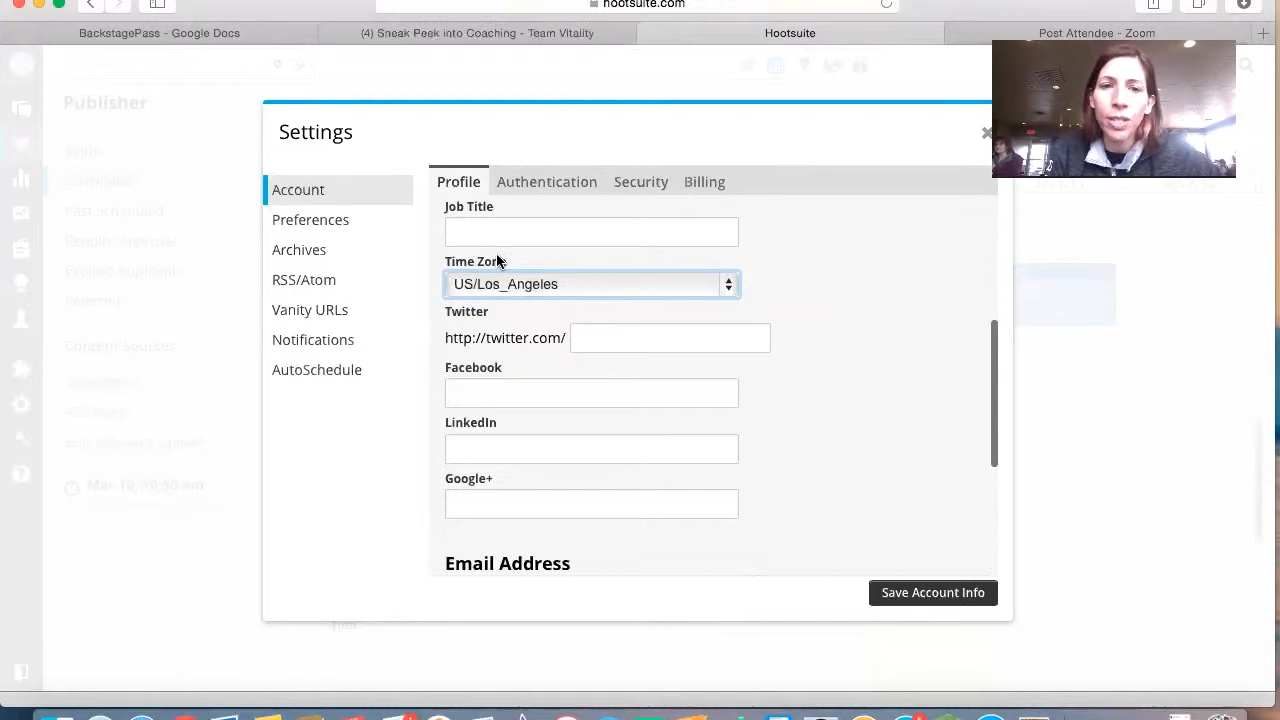 hootsuite.com
BackstagePass - Google Docs
(4) Sneak Peek into Coaching - Team Vitality
Hootsuite
Post Attendee - Zoom
Publisher
Settings
Account
Preferences
Archives
RSS/Atom
Vanity URLs
Notifications
AutoSchedule
Profile
Authentication
Security
Billing
Job Title
Time Zone
US/Los_Angeles
Twitter
http://twitter.com/
Facebook
LinkedIn
Google+
Email Address
Save Account Info